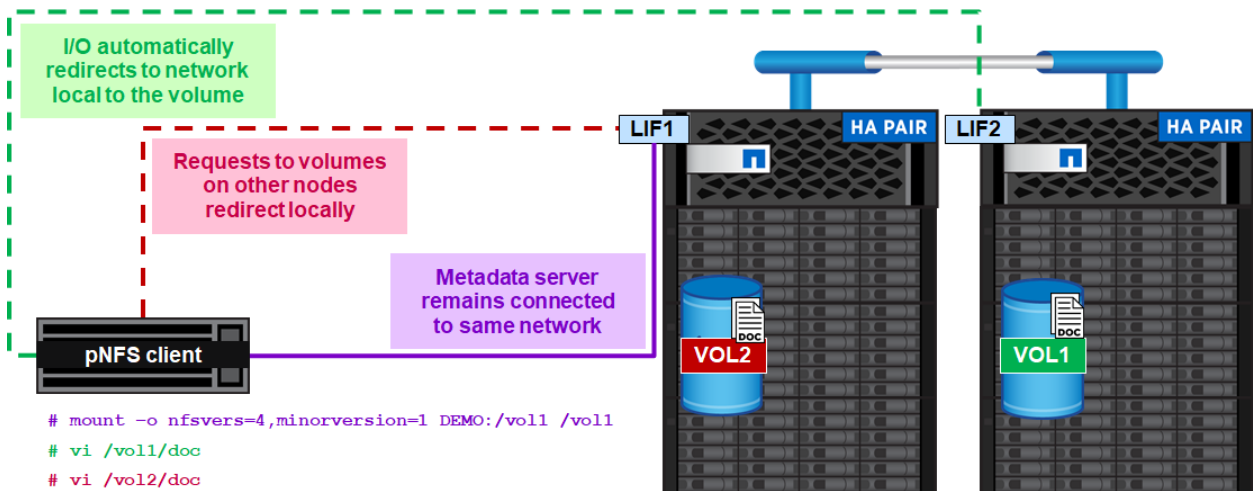 I/O automatically
redirects to network
local to the volume
Requests to volumes
on other nodes
redirect locally
Metadata server
remains connected
to same network
pNFS client
LIF1
HA PAIR
LIF2
HA PAIR
DOC
VOL2
DOC
VOL1
# mount –o nfsvers=4,minorversion=1 DEMO:/vol1 /vol1
# vi /vol1/doc
# vi /vol2/doc